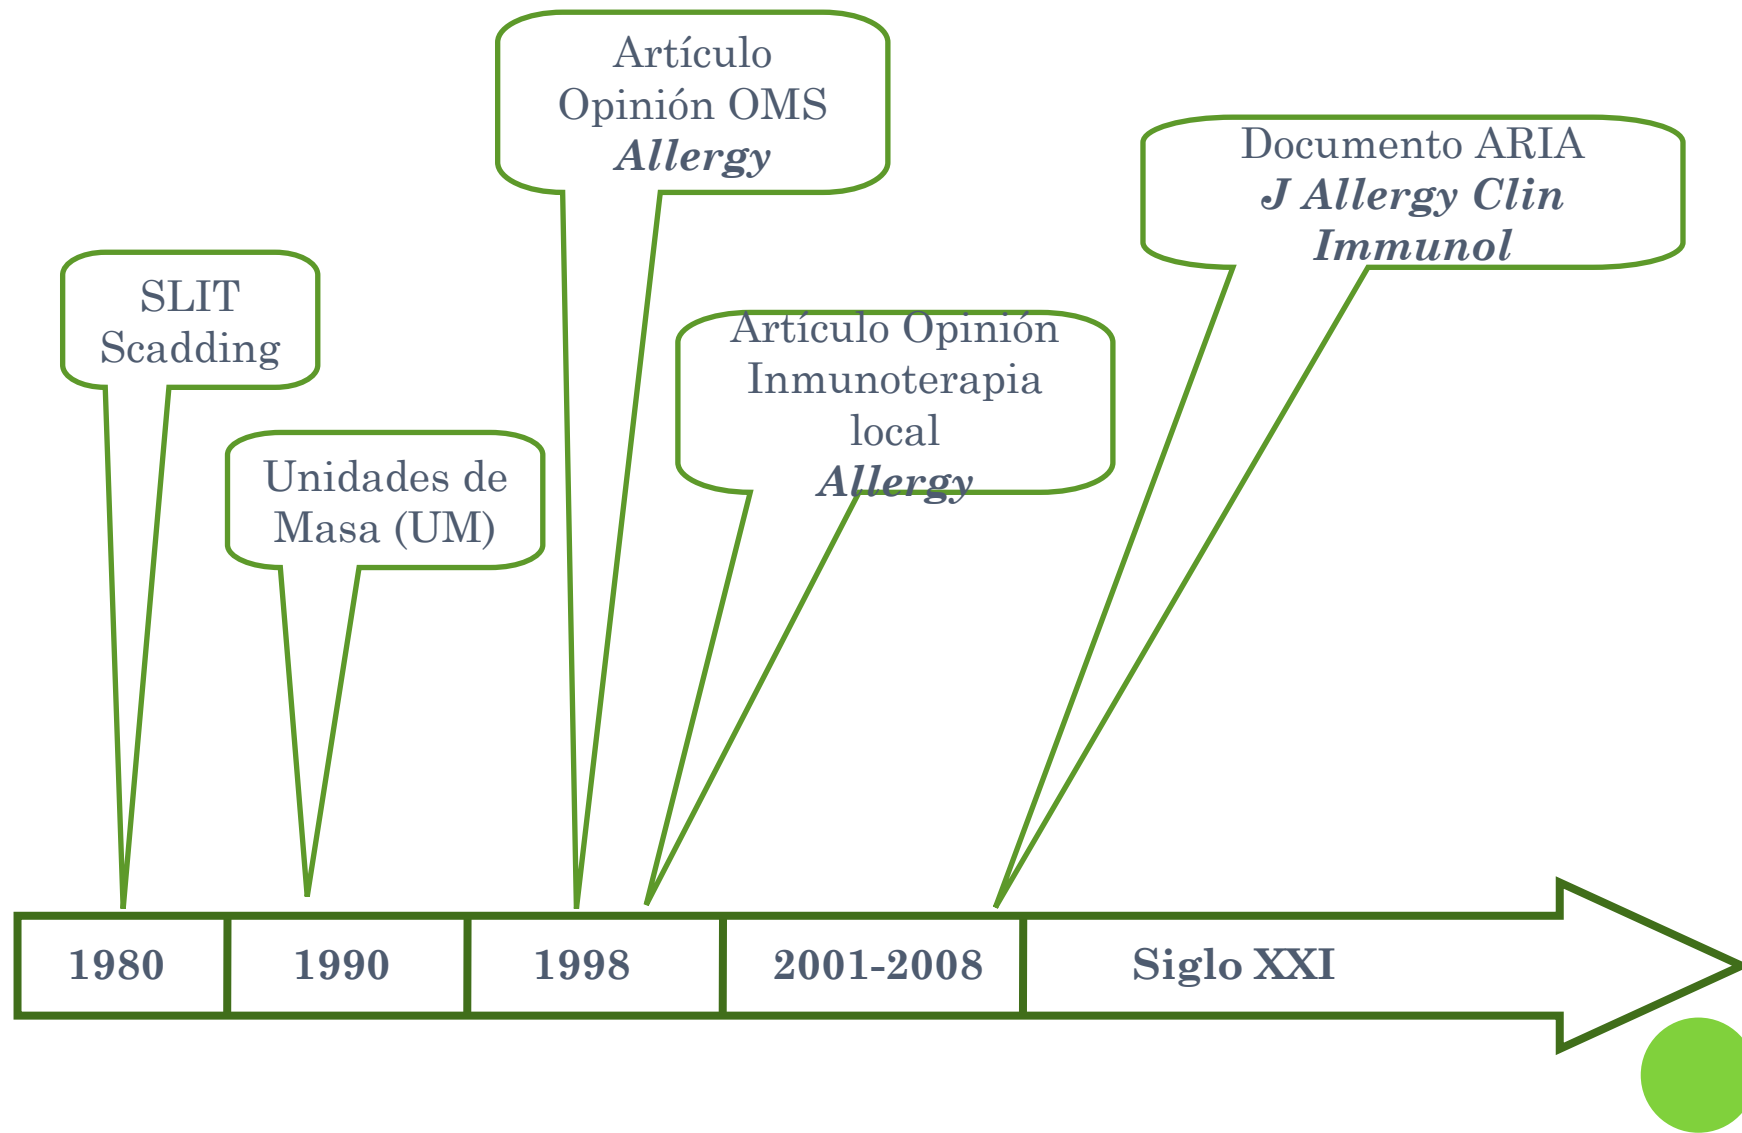 Artículo
Opinión OMS
Allergy
Documento ARIA
J Allergy Clin
Immunol
SLIT
Scadding
Artículo Opinión
Inmunoterapia
local
Allergy
Unidades de
Masa (UM)
1980
1990
1998
2001-2008
Siglo XXI